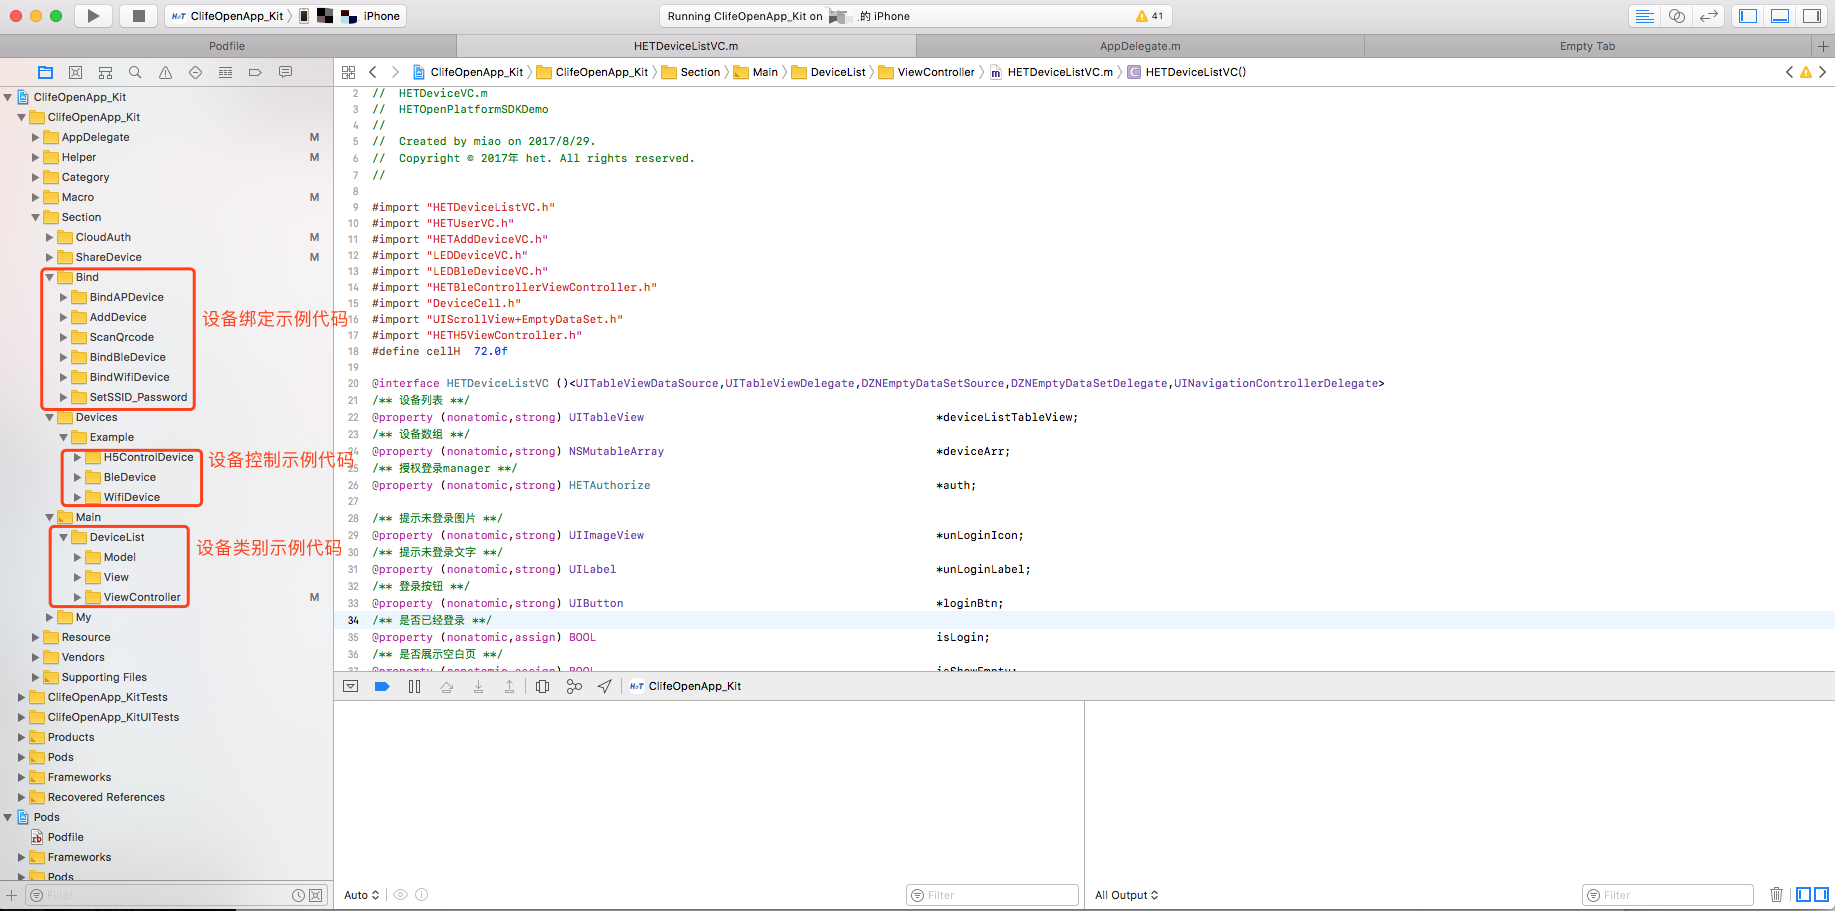 HET ClifeOpenApp_Kit iPhone
Running ClifeOpenApp_Kit on 的 iPhone
41
Podfile
HETDeviceListVC.m
AppDelegate.m
Empty Tab
ClifeOpenApp_Kit ClifeOpenApp_Kit Section Main DeviceList ViewController HETDeviceListVC.m HETDeviceListVC()
ClifeOpenApp_Kit
ClifeOpenApp_Kit
AppDelegate M
Helper M
Category
Macro M
Section
CloudAuth M
ShareDevice M
Bind
BindAPDevice
AddDevice
ScanQrcode
BindBleDevice
BindWifiDevice
SetSSID_Password
设备绑定示例代码
Devices
Example
H5ControlDevice
BleDevice
WifiDevice
设备控制示例代码
Main
DeviceList
Model
View
ViewController M
设备类别示例代码
My
Resource
Vendors
Supporting Files
ClifeOpenApp_KitTests
ClifeOpenApp_KitUITests
Products
Pods
Frameworks
Recovered References
Pods
Podfile
Frameworks
Pods
Filter
2 // HETDeviceVC.m
3 // HETOpenPlatformSDKDemo
4 //
5 // Created by miao on 2017/8/29.
6 // Copyright © 2017年 het. All rights reserved.
7 //
8
9 #import "HETDeviceListVC.h"
10 #import "HETUserVC.h"
11 #import "HETAddDeviceVC.h"
12 #import "LEDDeviceVC.h"
13 #import "LEDBleDeviceVC.h"
14 #import "HETBleControllerViewController.h"
15 #import "DeviceCell.h"
16 #import "UIScrollView+EmptyDataSet.h"
17 #import "HETH5ViewController.h"
18 #define cellH 72.0f
19
20 @interface HETDeviceListVC ()<UITableViewDataSource,UITableViewDelegate,DZNEmptyDataSetSource,DZNEmptyDataSetDelegate,UINavigationControllerDelegate>
21 /** 设备列表 **/
22 @property (nonatomic,strong) UITableView *deviceListTableView;
23 /** 设备数组 **/
24 @property (nonatomic,strong) NSMutableArray *deviceArr;
25 /** 授权登录manager **/
26 @property (nonatomic,strong) HETAuthorize *auth;
27
28 /** 提示未登录图片 **/
29 @property (nonatomic,strong) UIImageView *unLoginIcon;
30 /** 提示未登录文字 **/
31 @property (nonatomic,strong) UILabel *unLoginLabel;
32 /** 登录按钮 **/
33 @property (nonatomic,strong) UIButton *loginBtn;
34 /** 是否已经登录 **/
35 @property (nonatomic,assign) BOOL isLogin;
36 /** 是否展示空白页 **/
37 @property (nonatomic,assign) BOOL isShowEmpty;
HET ClifeOpenApp_Kit
Auto
Filter
All Output
Filter